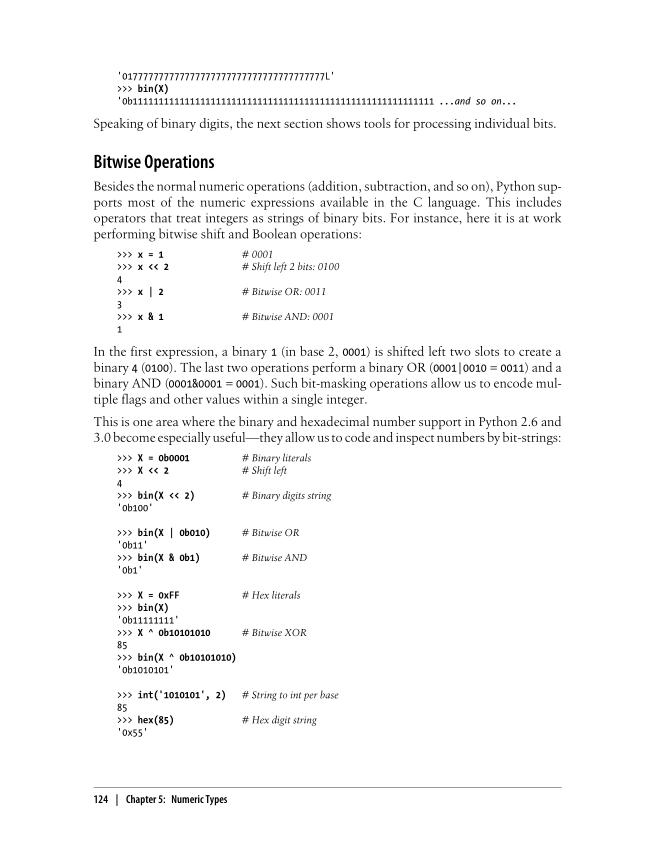 '017777777777777777777777777777777777777L'
>>> bin(X)
'0b1111111111111111111111111111111111111111111111111111111111 ...and so on...
Speaking of binary digits, the next section shows tools for processing individual bits.
Bitwise Operations
Besides the normal numeric operations (addition, subtraction, and so on), Python sup-
ports most of the numeric expressions available in the C language. This includes
operators that treat integers as strings of binary bits. For instance, here it is at work
performing bitwise shift and Boolean operations:
>>> x = 1 # 0001
>>> x << 2 # Shift left 2 bits: 0100
4
>>> x | 2 # Bitwise OR: 0011
3
>>> x & 1 # Bitwise AND: 0001
1
In the first expression, a binary 1 (in base 2, 0001) is shifted left two slots to create a
binary 4 (0100). The last two operations perform a binary OR (0001|0010 = 0011) and a
binary AND (0001&0001 = 0001). Such bit-masking operations allow us to encode mul-
tiple flags and other values within a single integer.
This is one area where the binary and hexadecimal number support in Python 2.6 and
3.0 become especially useful—they allow us to code and inspect numbers by bit-strings:
>>> X = 0b0001 # Binary literals
>>> X << 2 # Shift left
4
>>> bin(X << 2) # Binary digits string
'0b100'
>>> bin(X | 0b010) # Bitwise OR
'0b11'
>>> bin(X & 0b1) # Bitwise AND
'0b1'
>>> X = 0xFF # Hex literals
>>> bin(X)
'0b11111111'
>>> X ^ 0b10101010 # Bitwise XOR
85
>>> bin(X ^ 0b10101010)
'0b1010101'
>>> int('1010101', 2) # String to int per base
85
>>> hex(85) # Hex digit string
'0x55'
124 | Chapter 5: Numeric Types